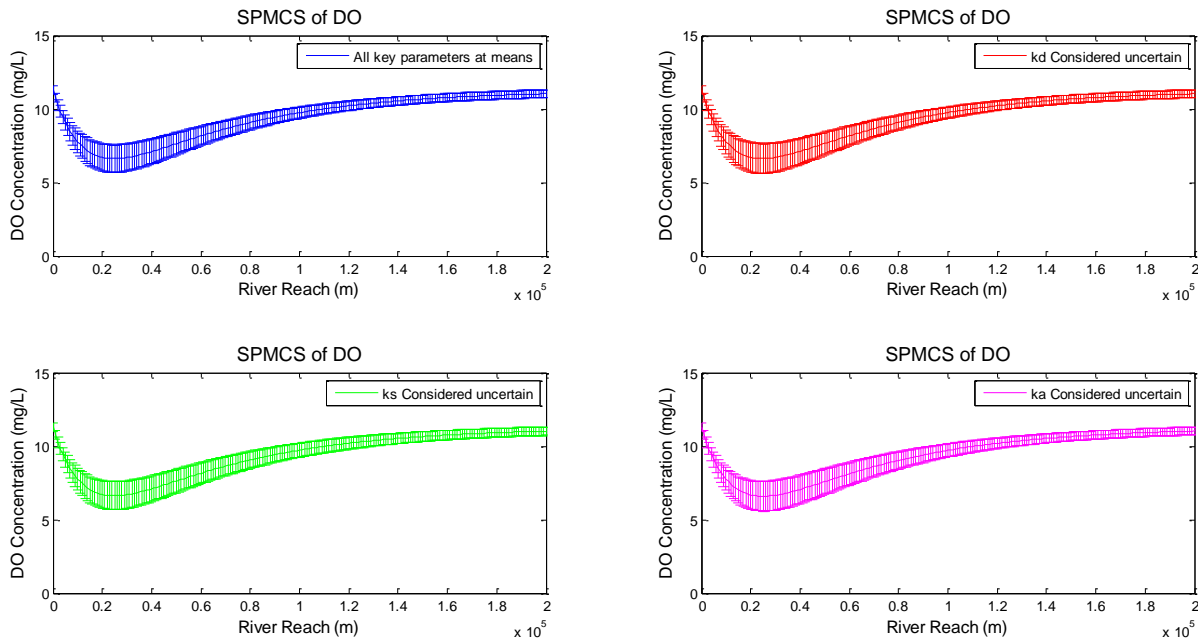 SPMCS of DO
15
10
5
0
DO Concentration (mg/L)
All key parameters at means
0 0.2 0.4 0.6 0.8 1 1.2 1.4 1.6 1.8 2
River Reach (m)
x 10^5
SPMCS of DO
15
10
5
0
DO Concentration (mg/L)
kd Considered uncertain
0 0.2 0.4 0.6 0.8 1 1.2 1.4 1.6 1.8 2
River Reach (m)
x 10^5
SPMCS of DO
15
10
5
0
DO Concentration (mg/L)
ks Considered uncertain
0 0.2 0.4 0.6 0.8 1 1.2 1.4 1.6 1.8 2
River Reach (m)
x 10^5
SPMCS of DO
15
10
5
0
DO Concentration (mg/L)
ka Considered uncertain
0 0.2 0.4 0.6 0.8 1 1.2 1.4 1.6 1.8 2
River Reach (m)
x 10^5